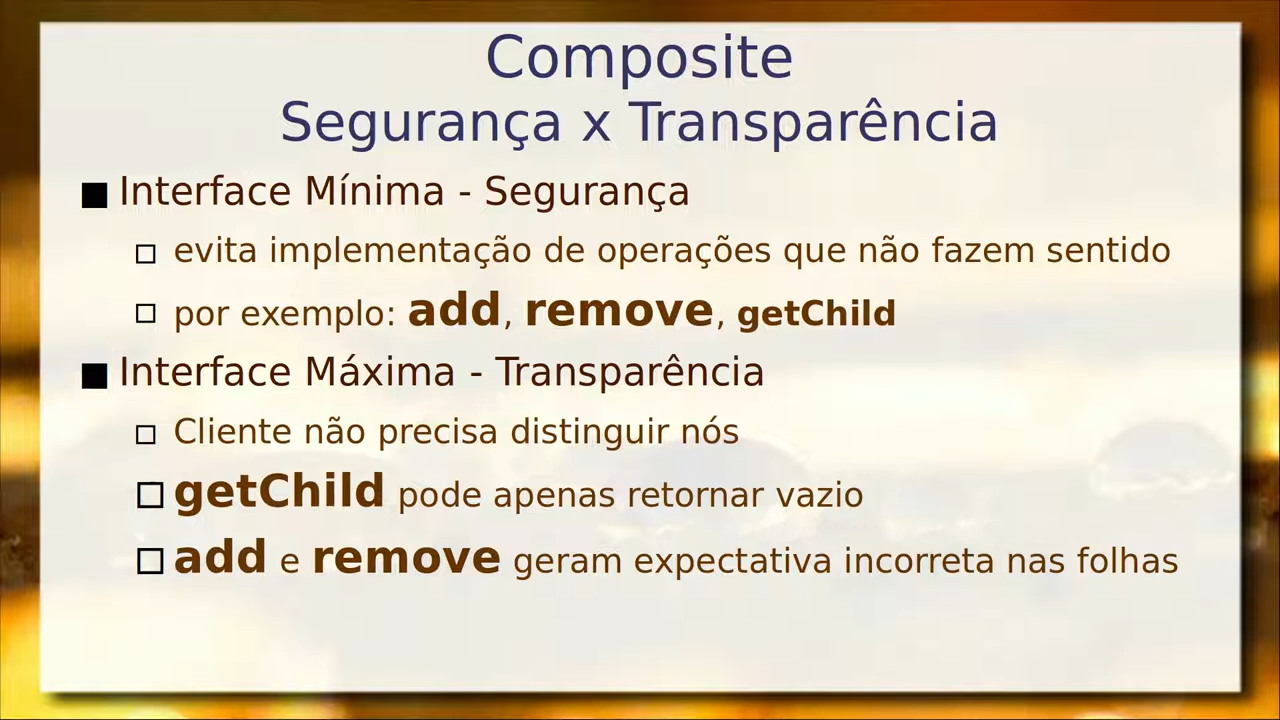 Composite
Segurança x Transparência
Interface Mínima - Segurança
evita implementação de operações que não fazem sentido
por exemplo: add, remove, getChild
Interface Máxima - Transparência
Cliente não precisa distinguir nós
getChild pode apenas retornar vazio
add e remove geram expectativa incorreta nas folhas